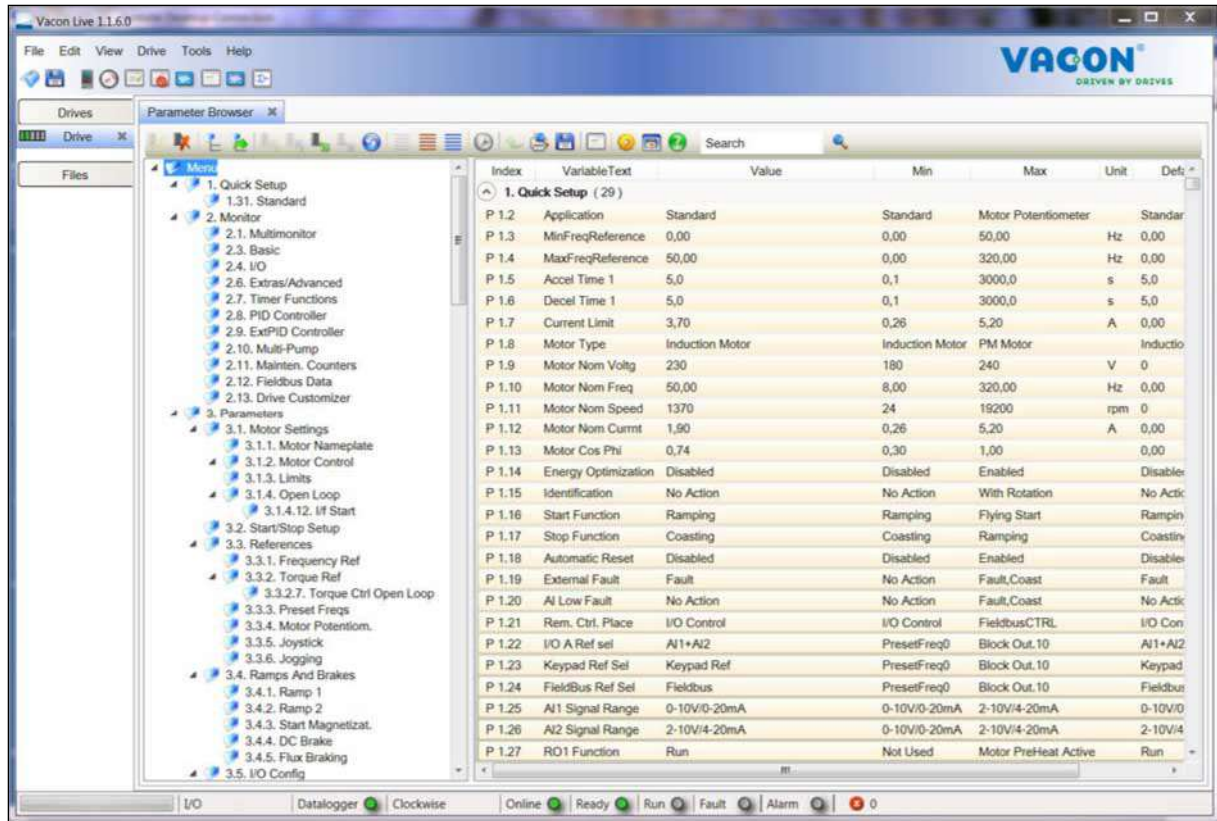 Vacon Live 1.1.6.0
File Edit View Drive Tools Help
VACON®
DRIVEN BY DRIVES
Drives
Drive
Files
Parameter Browser
Search
Menu
1. Quick Setup
1.31. Standard
2. Monitor
2.1. Multimonitor
2.3. Basic
2.4. I/O
2.6. Extras/Advanced
2.7. Timer Functions
2.8. PID Controller
2.9. ExtPID Controller
2.10. Multi-Pump
2.11. Mainten. Counters
2.12. Fieldbus Data
2.13. Drive Customizer
3. Parameters
3.1. Motor Settings
3.1.1. Motor Nameplate
3.1.2. Motor Control
3.1.3. Limits
3.1.4. Open Loop
3.1.4.12. I/f Start
3.2. Start/Stop Setup
3.3. References
3.3.1. Frequency Ref
3.3.2. Torque Ref
3.3.2.7. Torque Ctrl Open Loop
3.3.3. Preset Freqs
3.3.4. Motor Potentiom.
3.3.5. Joystick
3.3.6. Jogging
3.4. Ramps And Brakes
3.4.1. Ramp 1
3.4.2. Ramp 2
3.4.3. Start Magnetizat.
3.4.4. DC Brake
3.4.5. Flux Braking
3.5. I/O Config
Index VariableText Value Min Max Unit Defa
1. Quick Setup (29)
P 1.2 Application Standard Standard Motor Potentiometer Standar
P 1.3 MinFreqReference 0,00 0,00 50,00 Hz 0,00
P 1.4 MaxFreqReference 50,00 0,00 320,00 Hz 0,00
P 1.5 Accel Time 1 5,0 0,1 3000,0 s 5,0
P 1.6 Decel Time 1 5,0 0,1 3000,0 s 5,0
P 1.7 Current Limit 3,70 0,26 5,20 A 0,00
P 1.8 Motor Type Induction Motor Induction Motor PM Motor Inductio
P 1.9 Motor Nom Voltg 230 180 240 V 0
P 1.10 Motor Nom Freq 50,00 8,00 320,00 Hz 0,00
P 1.11 Motor Nom Speed 1370 24 19200 rpm 0
P 1.12 Motor Nom Currnt 1,90 0,26 5,20 A 0,00
P 1.13 Motor Cos Phi 0,74 0,30 1,00 0,00
P 1.14 Energy Optimization Disabled Disabled Enabled Disable
P 1.15 Identification No Action No Action With Rotation No Actic
P 1.16 Start Function Ramping Ramping Flying Start Rampin
P 1.17 Stop Function Coasting Coasting Ramping Coastin
P 1.18 Automatic Reset Disabled Disabled Enabled Disable
P 1.19 External Fault Fault No Action Fault,Coast Fault
P 1.20 AI Low Fault No Action No Action Fault,Coast No Actic
P 1.21 Rem. Ctrl. Place I/O Control I/O Control FieldbusCTRL I/O Con
P 1.22 I/O A Ref sel AI1+AI2 PresetFreq0 Block Out.10 AI1+AI2
P 1.23 Keypad Ref Sel Keypad Ref PresetFreq0 Block Out.10 Keypad
P 1.24 FieldBus Ref Sel Fieldbus PresetFreq0 Block Out.10 Fieldbus
P 1.25 AI1 Signal Range 0-10V/0-20mA 0-10V/0-20mA 2-10V/4-20mA 0-10V/0
P 1.26 AI2 Signal Range 2-10V/4-20mA 0-10V/0-20mA 2-10V/4-20mA 2-10V/4
P 1.27 RO1 Function Run Not Used Motor PreHeat Active Run
I/O Datalogger Clockwise Online Ready Run Fault Alarm 0